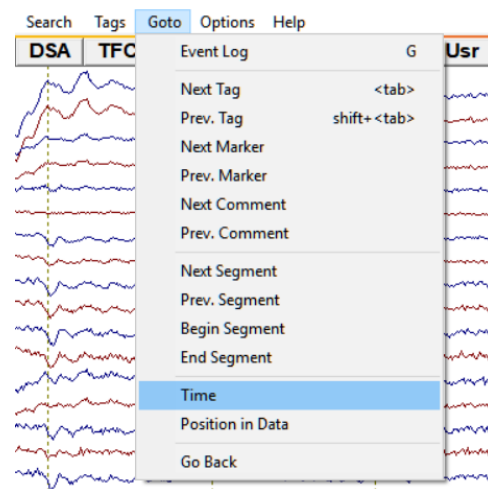 Search Tags Goto Options Help
DSA TFC Usr
Event Log G
Next Tag <tab>
Prev. Tag shift+<tab>
Next Marker
Prev. Marker
Next Comment
Prev. Comment
Next Segment
Prev. Segment
Begin Segment
End Segment
Time
Position in Data
Go Back